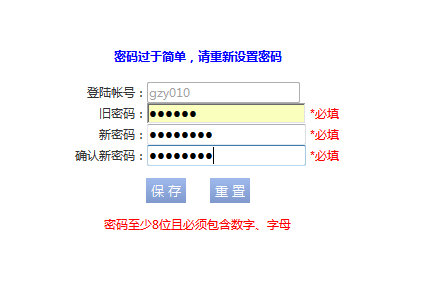 密码过于简单，请重新设置密码
登陆帐号：gzy010
旧密码：●●●●●● *必填
新密码：●●●●●●●● *必填
确认新密码：●●●●●●●● *必填
保存 重置
密码至少8位且必须包含数字、字母